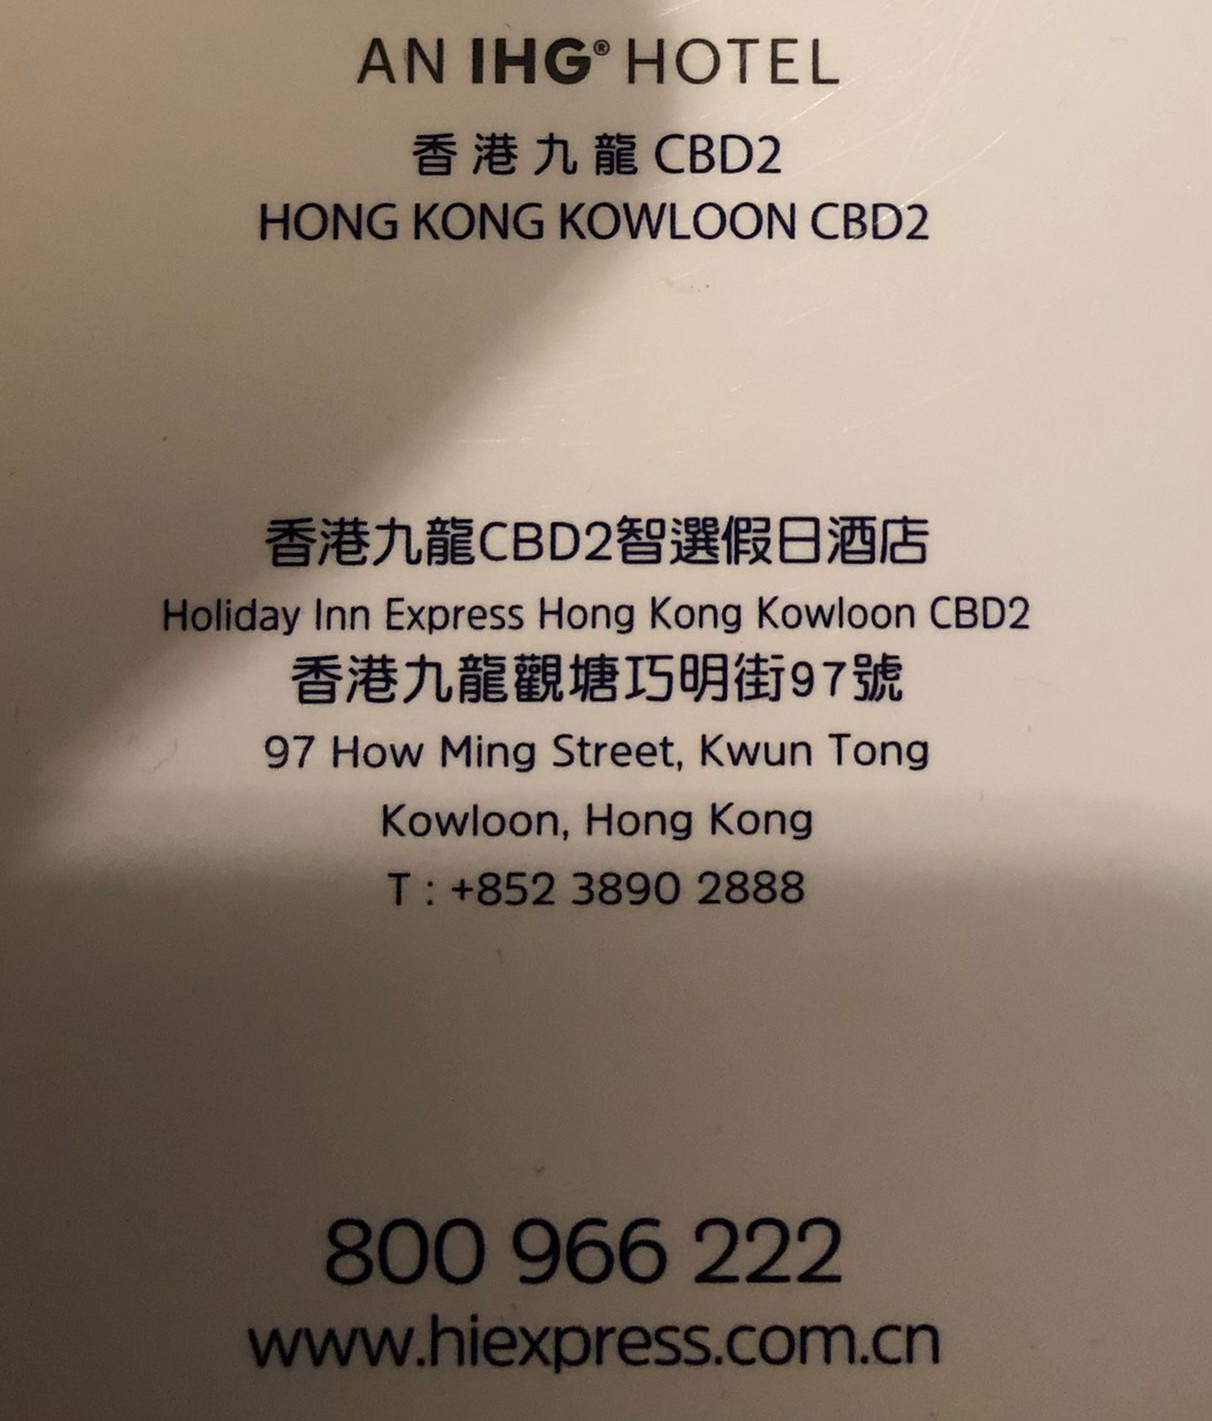 AN IHG® HOTEL
香港九龍 CBD2
HONG KONG KOWLOON CBD2
香港九龍CBD2智選假日酒店
Holiday Inn Express Hong Kong Kowloon CBD2
香港九龍觀塘巧明街97號
97 How Ming Street, Kwun Tong
Kowloon, Hong Kong
T : +852 3890 2888
800 966 222
www.hiexpress.com.cn